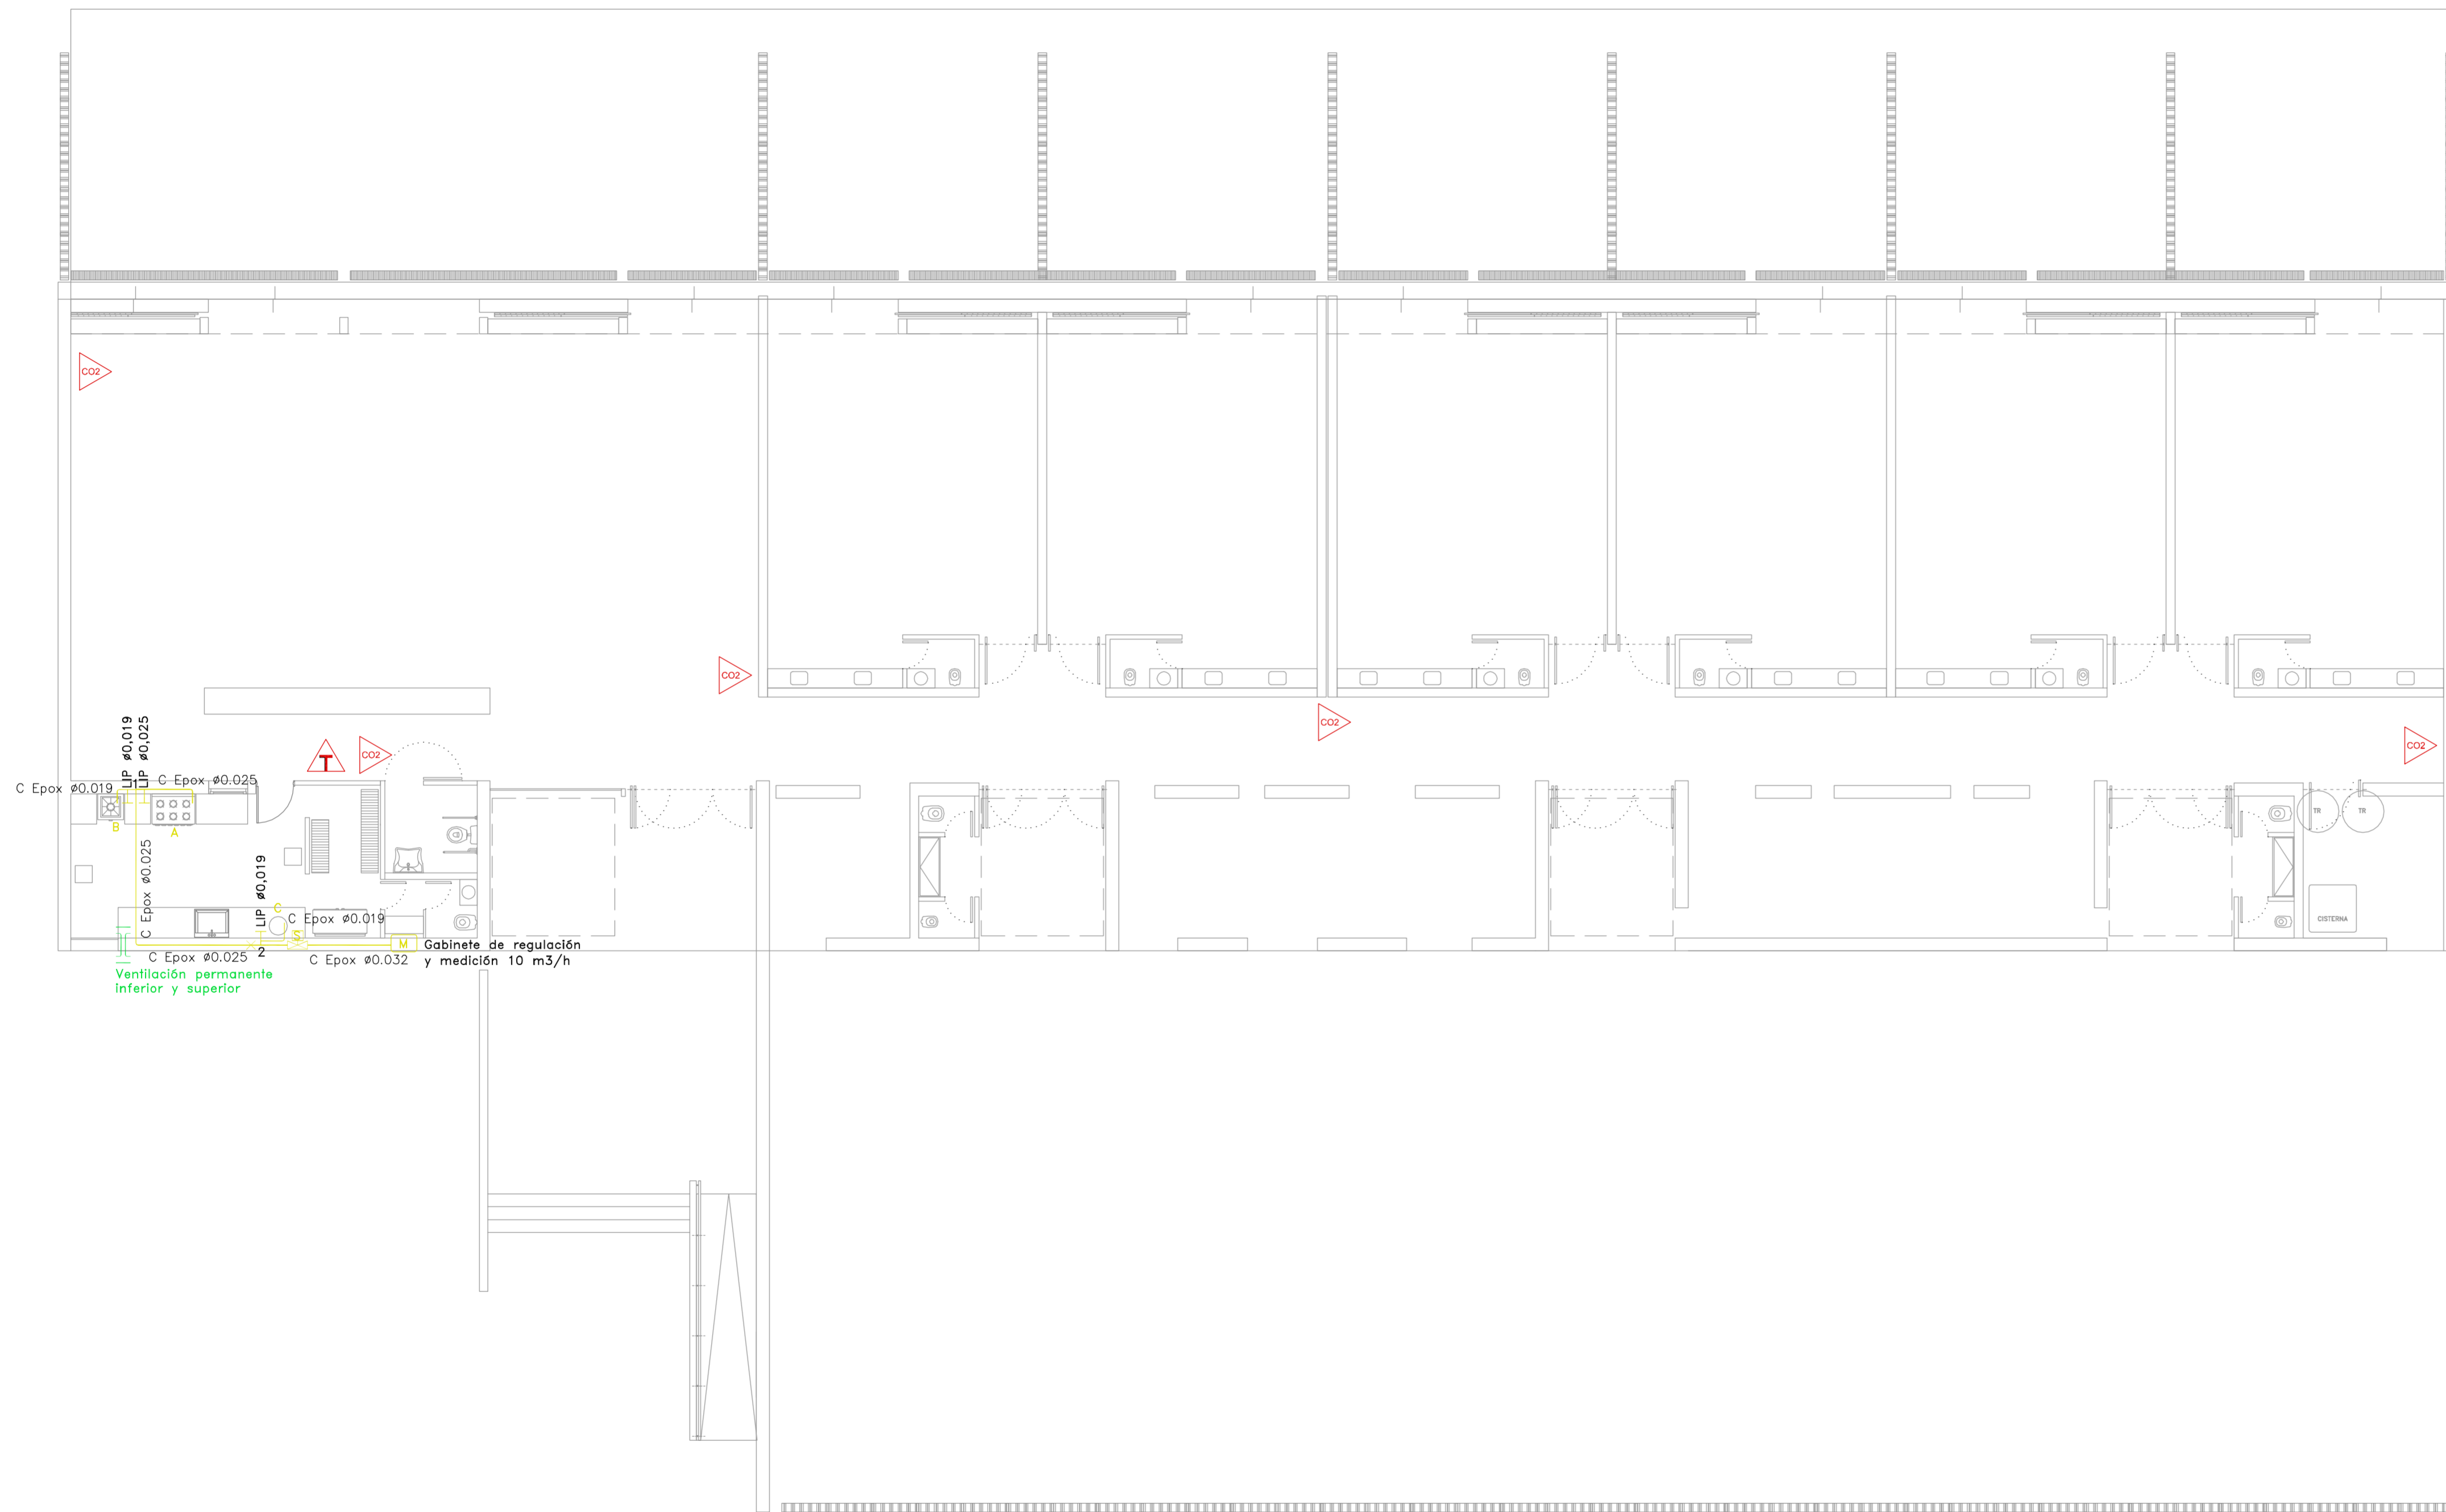 CO2
CO2
CO2
LIP ø0,019
LIP ø0,025
T
CO2
CO2
C Epox ø0.019
1
C Epox ø0.025
B
A
TR
TR
C Epox ø0.025
LIP ø0,019
C
C Epox ø0.019
CISTERNA
S
M
Gabinete de regulación
y medición 10 m3/h
2
C Epox ø0.025
C Epox ø0.032
Ventilación permanente
inferior y superior